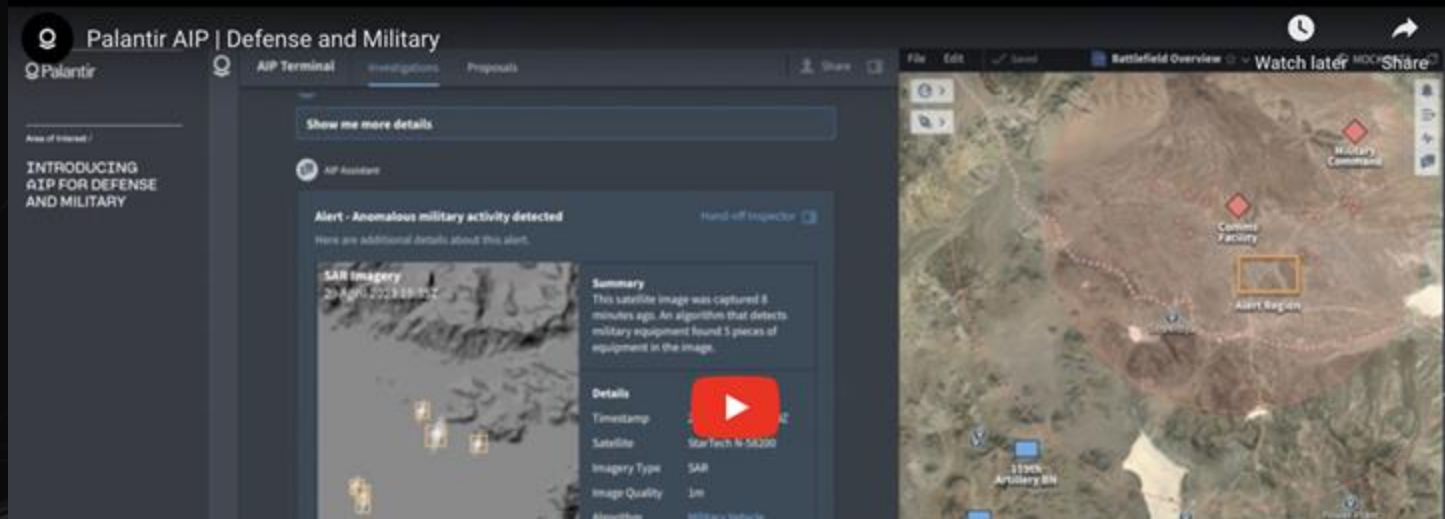 Palantir AIP | Defense and Military
Watch later
Share
Palantir
Area of Interest /
INTRODUCING
AIP FOR DEFENSE
AND MILITARY
AIP Terminal
Investigations
Proposals
Share
Show me more details
AIP Assistant
Alert - Anomalous military activity detected
Hand-off Inspector
Here are additional details about this alert.
SAR Imagery
Summary
This satellite image was captured 8
minutes ago. An algorithm that detects
military equipment found 5 pieces of
equipment in the image.
Details
Timestamp
Satellite
StarTech N-58200
Imagery Type
SAR
Image Quality
1m
Algorithm
Military Vehicle
File
Edit
Saved
Battlefield Overview
Military
Command
Comms
Facility
Alert Region
Artillery BN
Power Plant